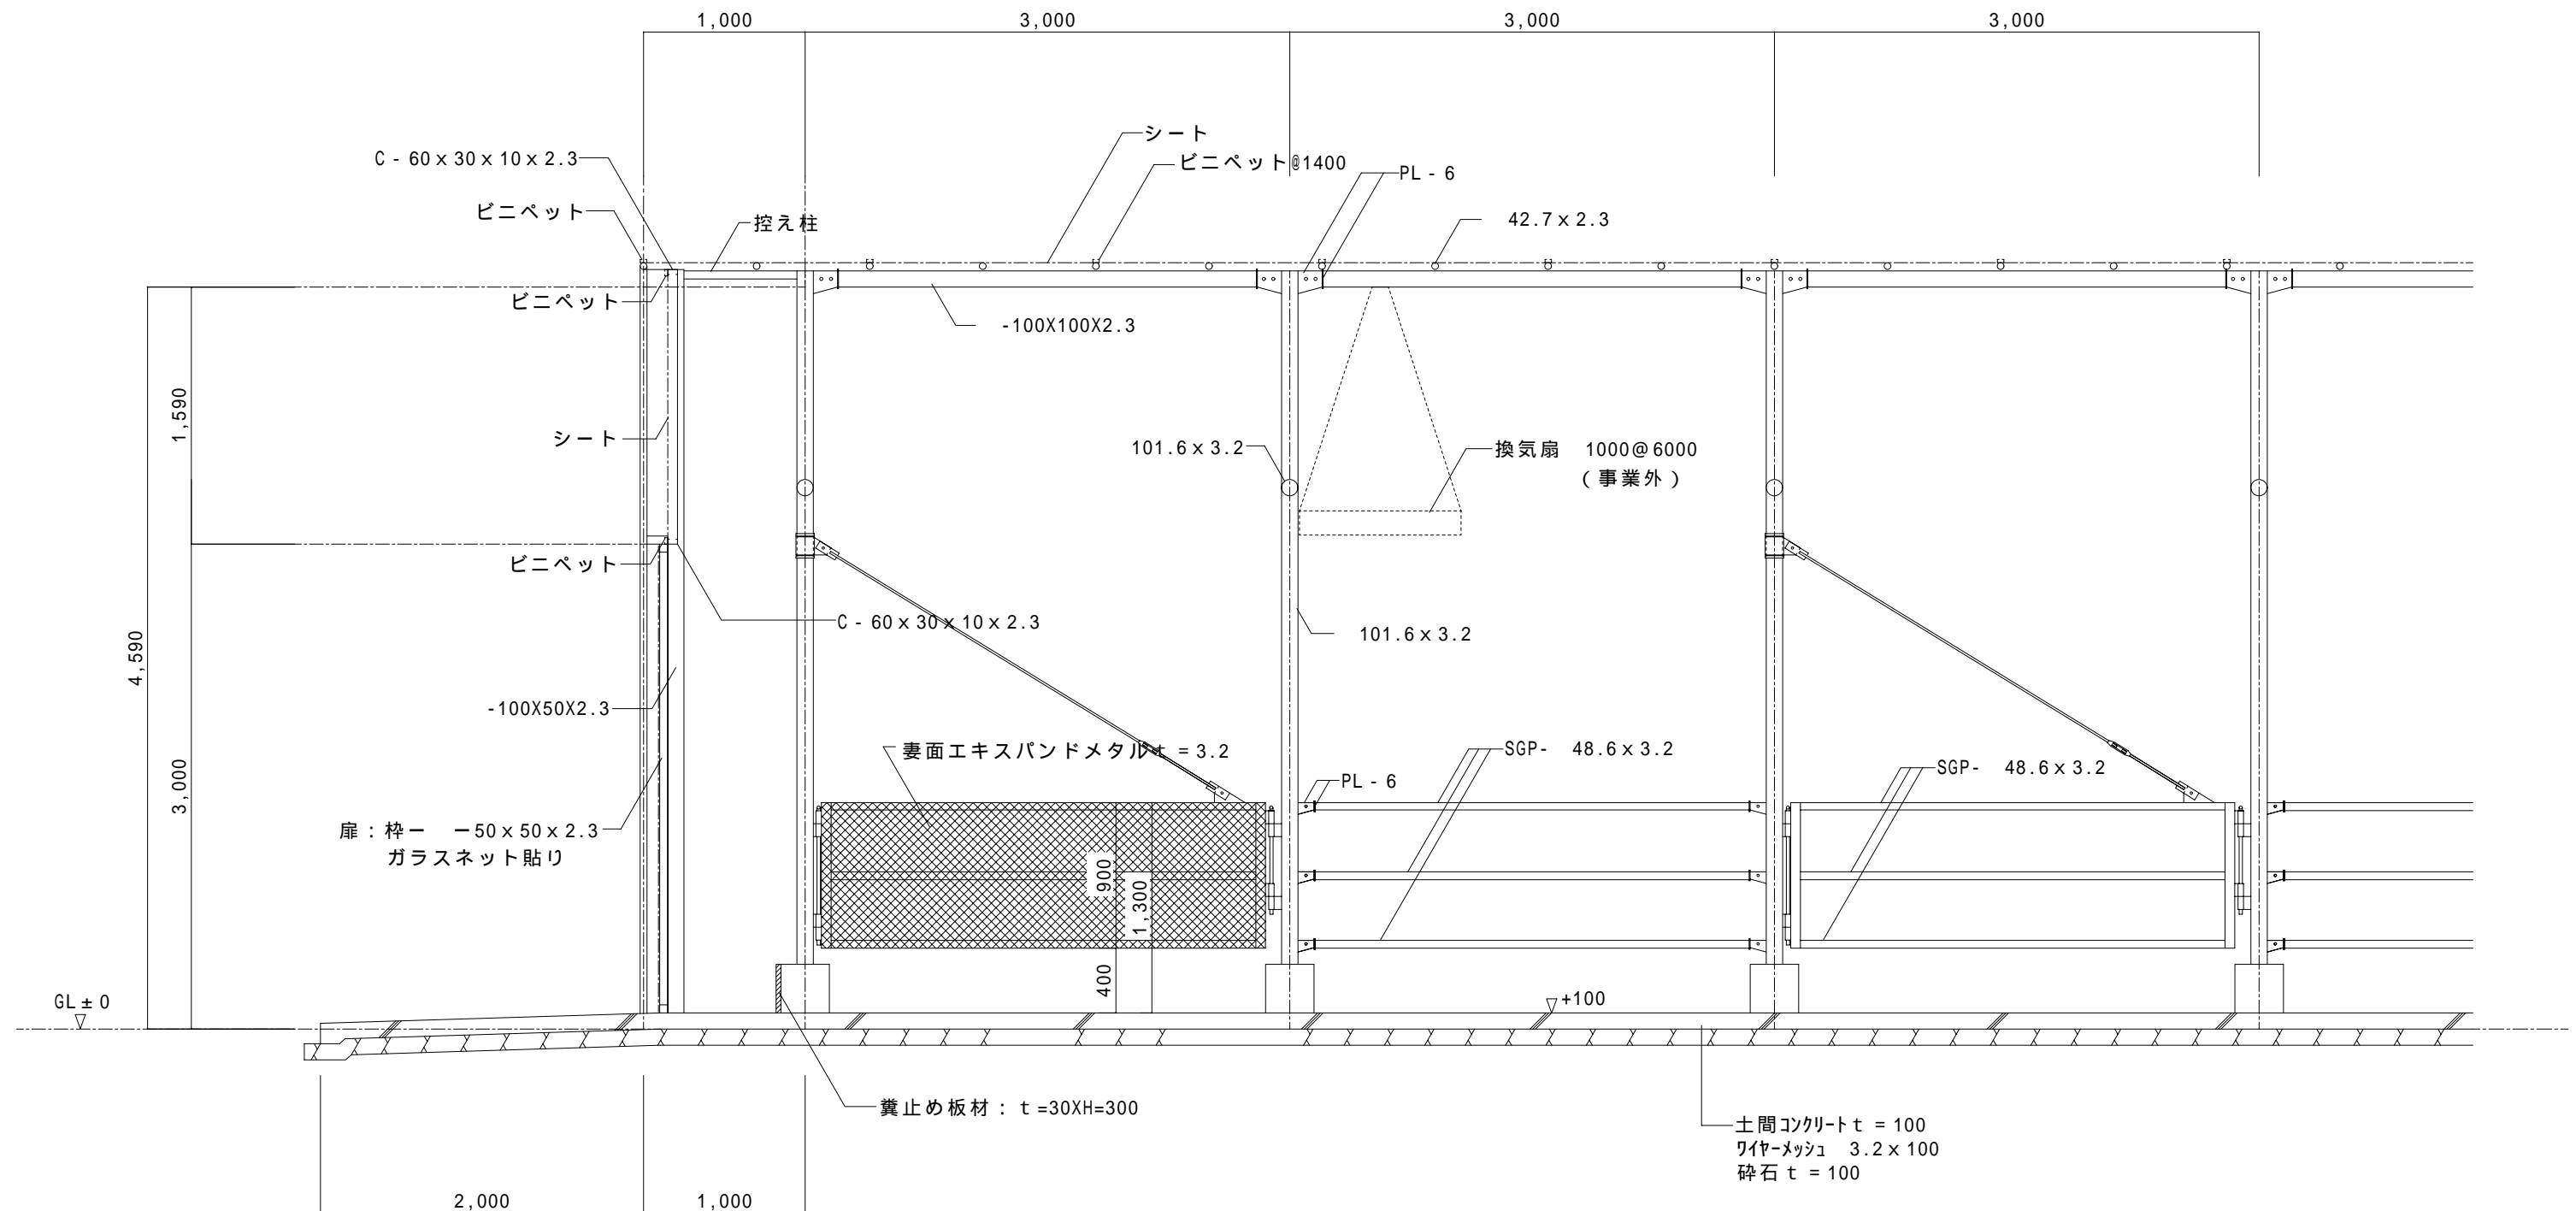 1,000
3,000
3,000
3,000
シート
C - 60 x 30 x 10 x 2.3
ビニペット@1400
PL - 6
ビニペット
控え柱
42.7 x 2.3
ビニペット
-100X100X2.3
1,590
シート
101.6 x 3.2
換気扇 1000@6000
(事業外)
ビニペット
C - 60 x 30 x 10 x 2.3
101.6 x 3.2
4,590
-100X50X2.3
妻面エキスパンドメタル t = 3.2
SGP- 48.6 x 3.2
SGP- 48.6 x 3.2
PL - 6
3,000
扉：枠ー ー50 x 50 x 2.3
ガラスネット貼り
900
1,300
400
GL ± 0
+100
糞止め板材： t =30XH=300
土間コンクリート t = 100
ワイヤーメッシュ 3.2 x 100
砕石 t = 100
2,000
1,000